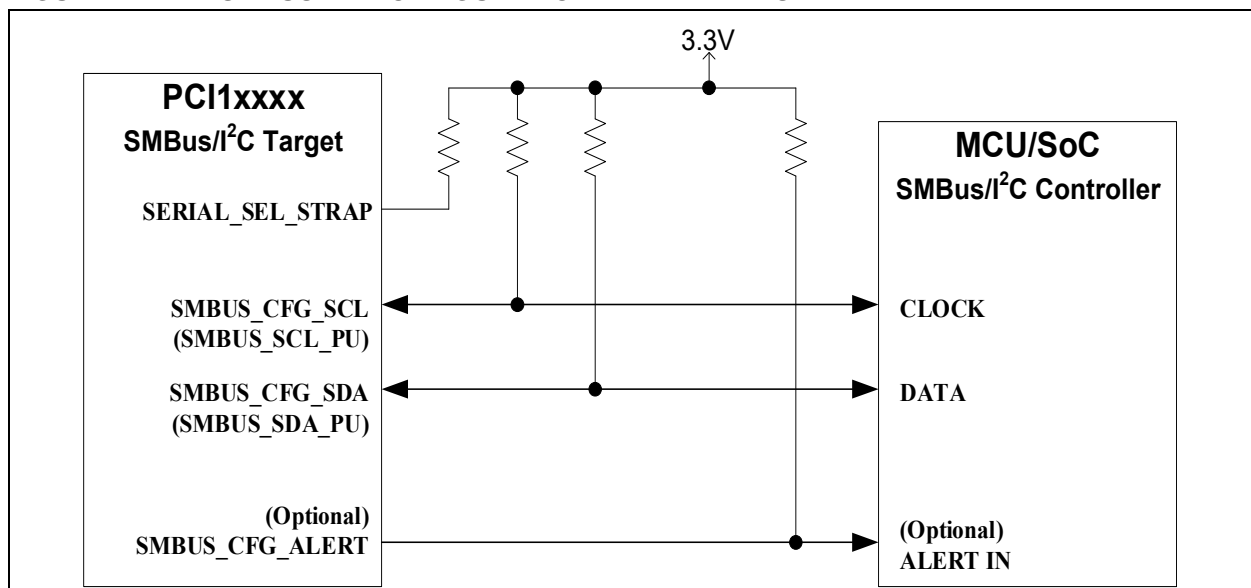 3.3V
PCI1xxxx
SMBus/I²C Target
SERIAL_SEL_STRAP
SMBUS_CFG_SCL
(SMBUS_SCL_PU)
SMBUS_CFG_SDA
(SMBUS_SDA_PU)
(Optional)
SMBUS_CFG_ALERT
MCU/SoC
SMBus/I²C Controller
CLOCK
DATA
(Optional)
ALERT IN